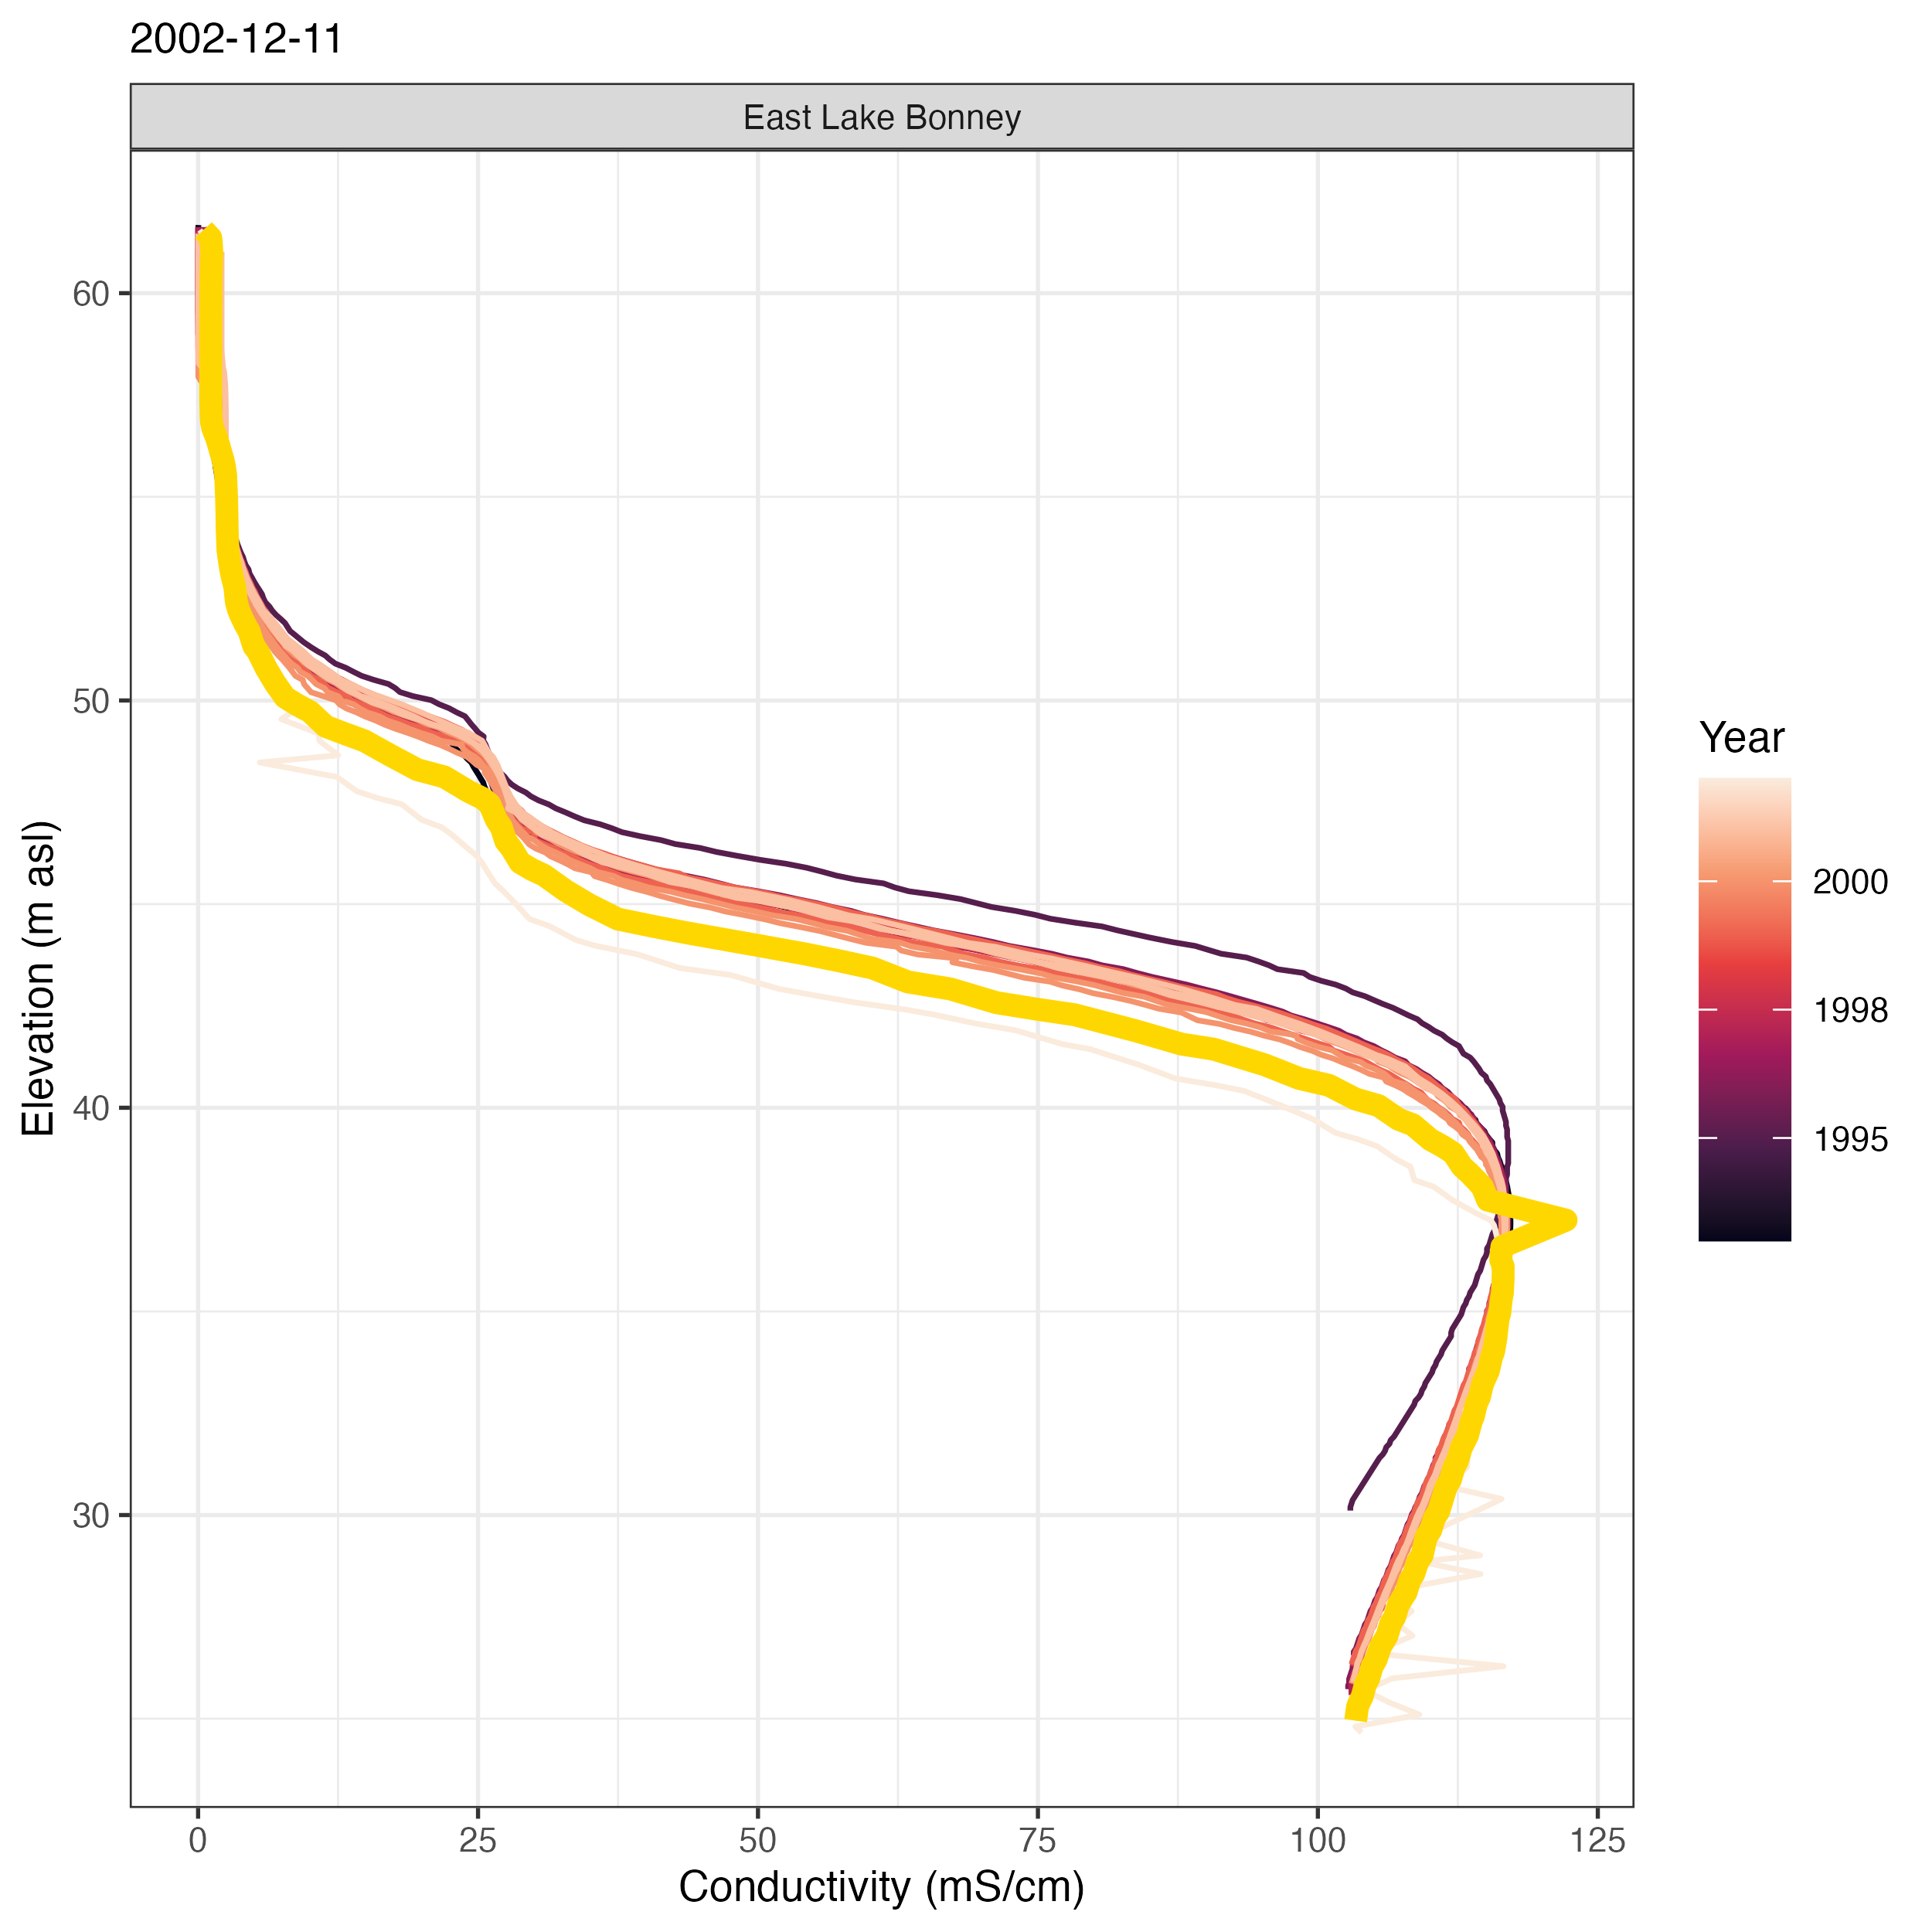 2002-12-11
East Lake Bonney
60
50
40
30
Elevation (m asl)
0 25 50 75 100 125
Conductivity (mS/cm)
Year
2000
1998
1995